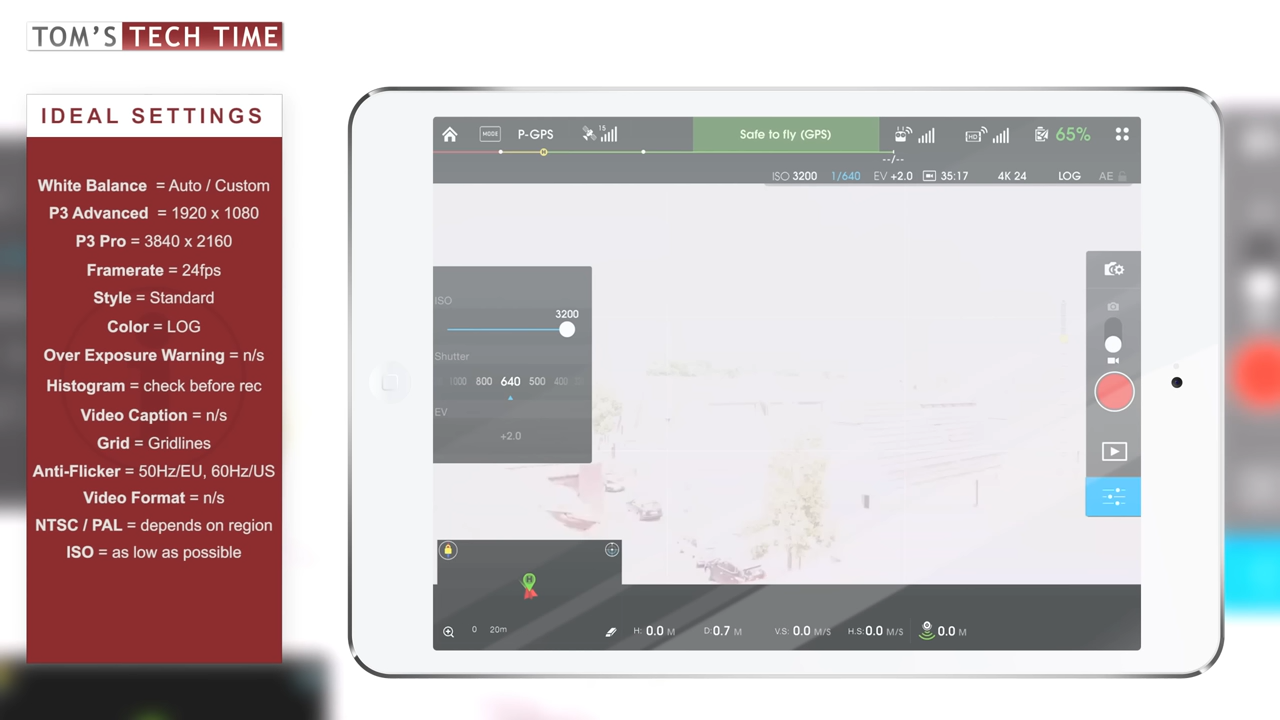 TOM'S TECH TIME
IDEAL SETTINGS
White Balance = Auto / Custom
P3 Advanced = 1920 x 1080
P3 Pro = 3840 x 2160
Framerate = 24fps
Style = Standard
Color = LOG
Over Exposure Warning = n/s
Histogram = check before rec
Video Caption = n/s
Grid = Gridlines
Anti-Flicker = 50Hz/EU, 60Hz/US
Video Format = n/s
NTSC / PAL = depends on region
ISO = as low as possible
MODE P-GPS 15 Safe to fly (GPS) HD 65%
H
--/--
ISO 3200 1/640 EV +2.0 35:17 4K 24 LOG AE
ISO
3200
Shutter
1000 800 640 500 400
EV
+2.0
H
0 20m H: 0.0 M D:0.7 M V.S: 0.0 M/S H.S:0.0 M/S 0.0 M